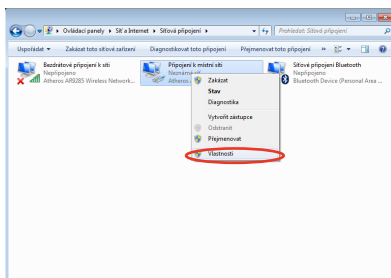 Ovládací panely ▸ Síť a Internet ▸ Síťová připojení ▸
Prohledat: Síťová připojení
Uspořádat ▾ Zakázat toto síťové zařízení Diagnostikovat toto připojení Přejmenovat toto připojení »
Bezdrátové připojení k síti
Nepřipojeno
Atheros AR9285 Wireless Network...
Připojení k místní síti
Neznámá
Atheros
Síťové připojení Bluetooth
Nepřipojeno
Bluetooth Device (Personal Area ...
Zakázat
Stav
Diagnostika
Vytvořit zástupce
Odstranit
Přejmenovat
Vlastnosti